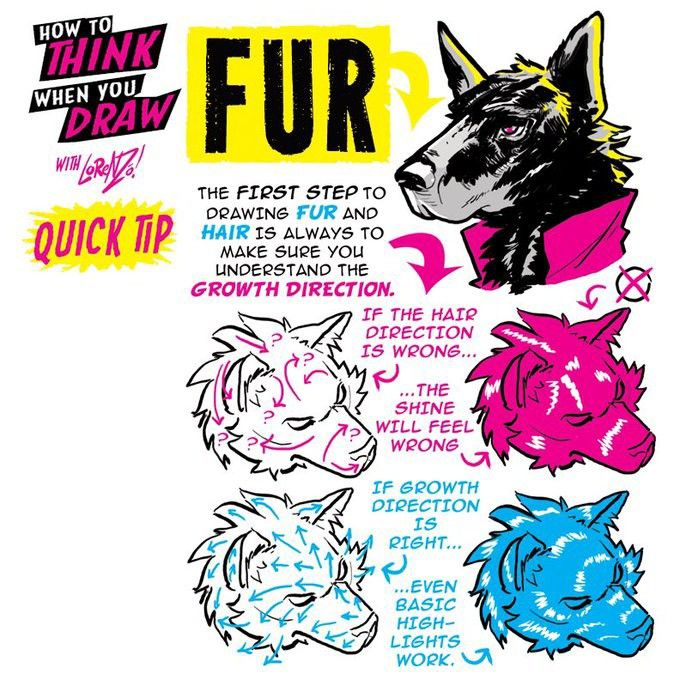 HOW TO
THINK
WHEN YOU
DRAW
WITH LORENZO!
QUICK TIP
FUR
THE FIRST STEP TO
DRAWING FUR AND
HAIR IS ALWAYS TO
MAKE SURE YOU
UNDERSTAND THE
GROWTH DIRECTION.
IF THE HAIR
DIRECTION
IS WRONG...
...THE
SHINE
WILL FEEL
WRONG
? ? ? ? ? ?
IF GROWTH
DIRECTION
IS
RIGHT...
...EVEN
BASIC
HIGH-
LIGHTS
WORK.